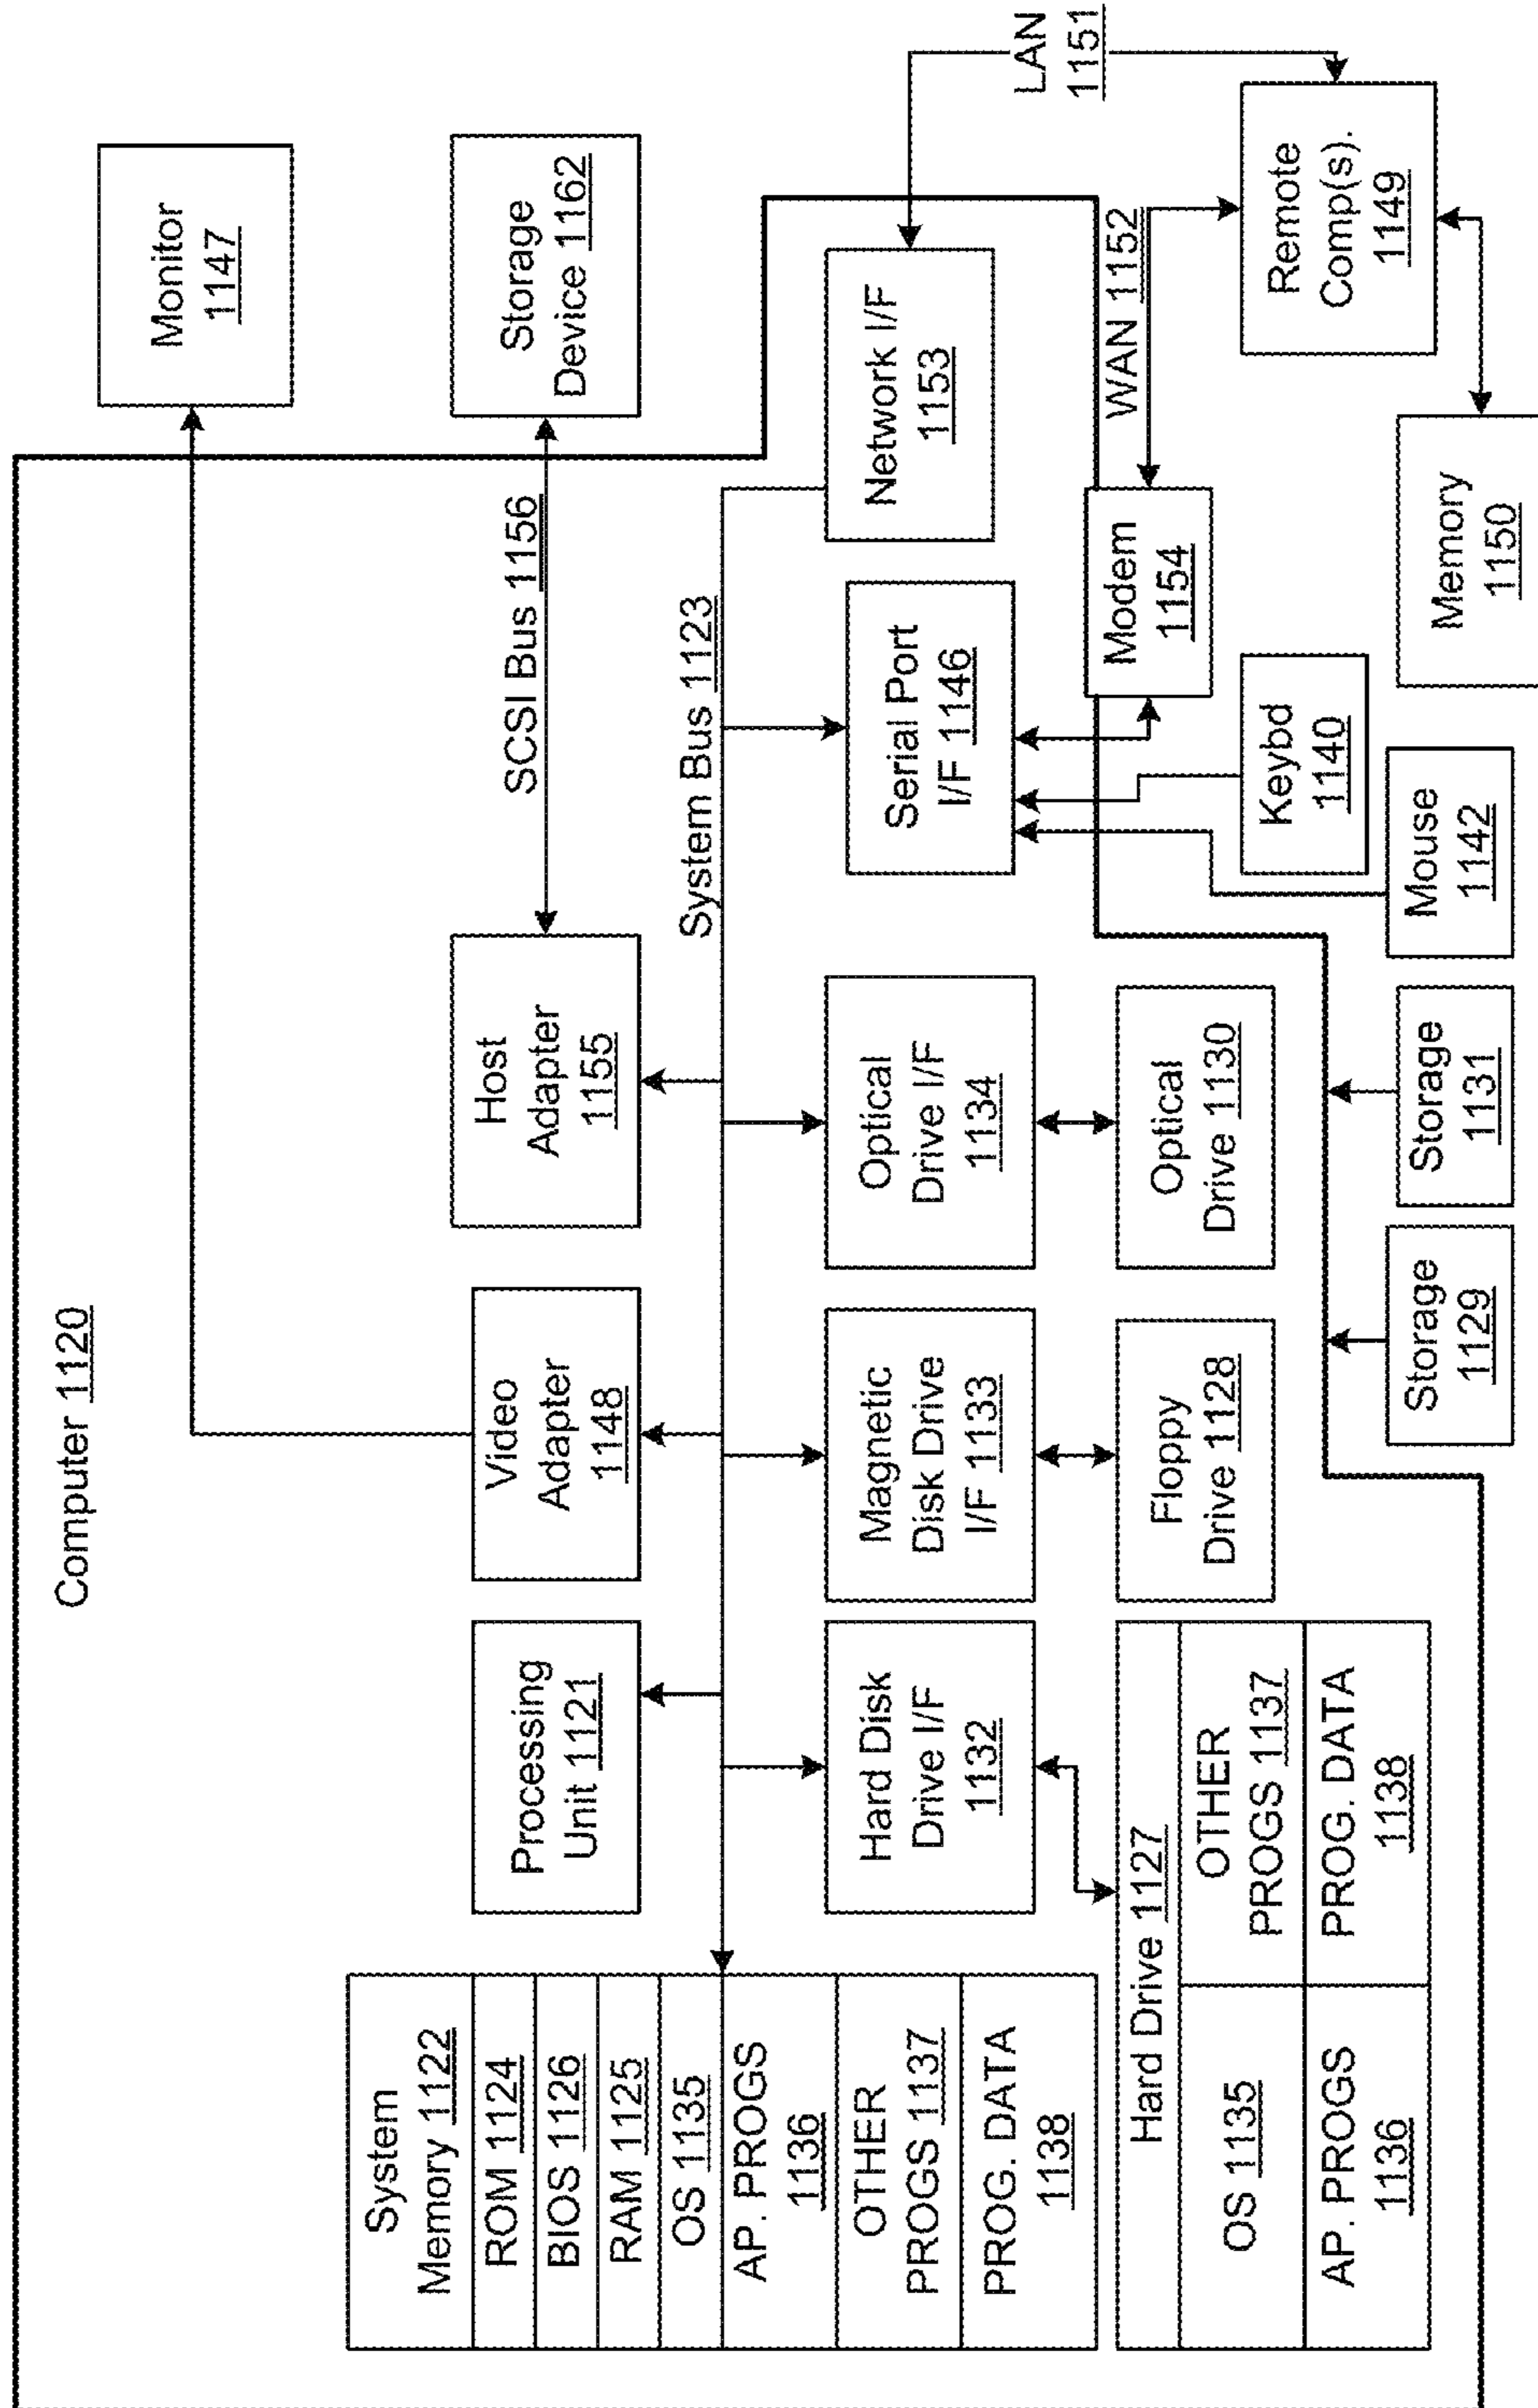 Computer 1120
Monitor
1147
System
Memory 1122
ROM 1124
BIOS 1126
RAM 1125
OS 1135
AP. PROGS
1136
OTHER
PROGS 1137
PROG. DATA
1138
Processing
Unit 1121
Video
Adapter
1148
Host
Adapter
1155
SCSI Bus 1156
Storage
Device 1162
System Bus 1123
Hard Disk
Drive I/F
1132
Magnetic
Disk Drive
I/F 1133
Optical
Drive I/F
1134
Serial Port
I/F 1146
Network I/F
1153
LAN
1151
Hard Drive 1127
OS 1135
OTHER
PROGS 1137
AP. PROGS
1136
PROG. DATA
1138
Floppy
Drive 1128
Optical
Drive 1130
Modem
1154
WAN 1152
Keybd
1140
Remote
Comp(s).
1149
Storage
1129
Storage
1131
Mouse
1142
Memory
1150